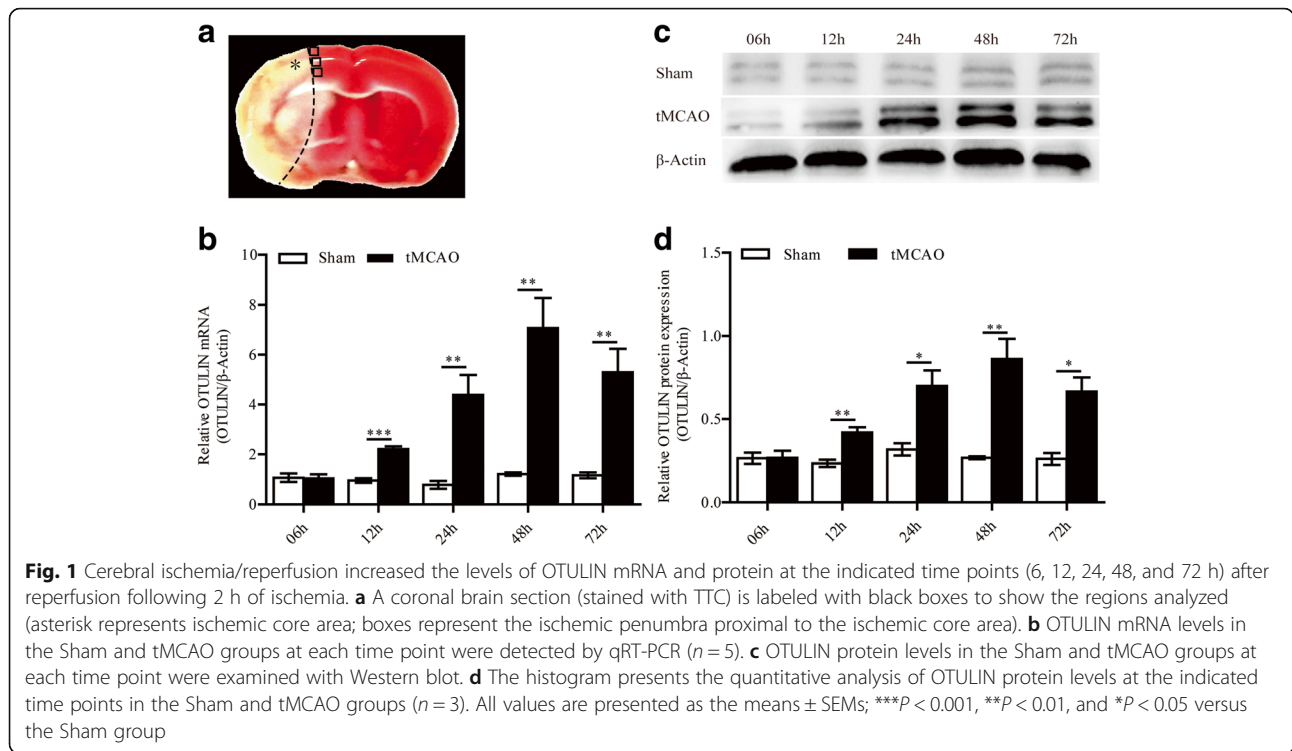 a
*
c
06h 12h 24h 48h 72h
Sham
tMCAO
β-Actin
b
Sham tMCAO
Relative OTULIN mRNA
(OTULIN/β-Actin)
10
8
6
4
2
0
*** ** ** **
06h 12h 24h 48h 72h
d
Sham tMCAO
Relative OTULIN protein expression
(OTULIN/β-Actin)
1.5
1.0
0.5
0.0
** * ** *
06h 12h 24h 48h 72h
Fig. 1 Cerebral ischemia/reperfusion increased the levels of OTULIN mRNA and protein at the indicated time points (6, 12, 24, 48, and 72 h) after
reperfusion following 2 h of ischemia. a A coronal brain section (stained with TTC) is labeled with black boxes to show the regions analyzed
(asterisk represents ischemic core area; boxes represent the ischemic penumbra proximal to the ischemic core area). b OTULIN mRNA levels in
the Sham and tMCAO groups at each time point were detected by qRT-PCR (n = 5). c OTULIN protein levels in the Sham and tMCAO groups at
each time point were examined with Western blot. d The histogram presents the quantitative analysis of OTULIN protein levels at the indicated
time points in the Sham and tMCAO groups (n = 3). All values are presented as the means ± SEMs; ***P < 0.001, **P < 0.01, and *P < 0.05 versus
the Sham group